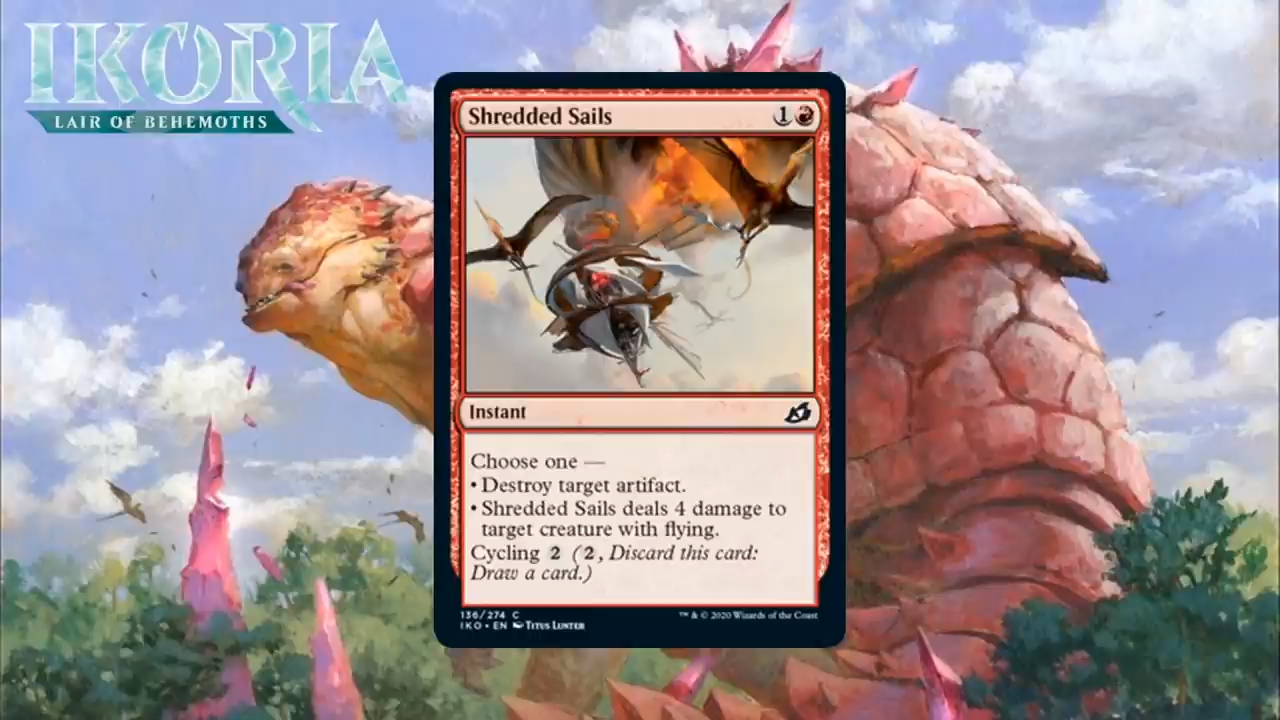 IKORIA
LAIR OF BEHEMOTHS
Shredded Sails 1
Instant
Choose one —
• Destroy target artifact.
• Shredded Sails deals 4 damage to
target creature with flying.
Cycling 2 (2, Discard this card:
Draw a card.)
136/274 C
™ & © 2020 Wizards of the Coast
IKO • EN Titus Lunter